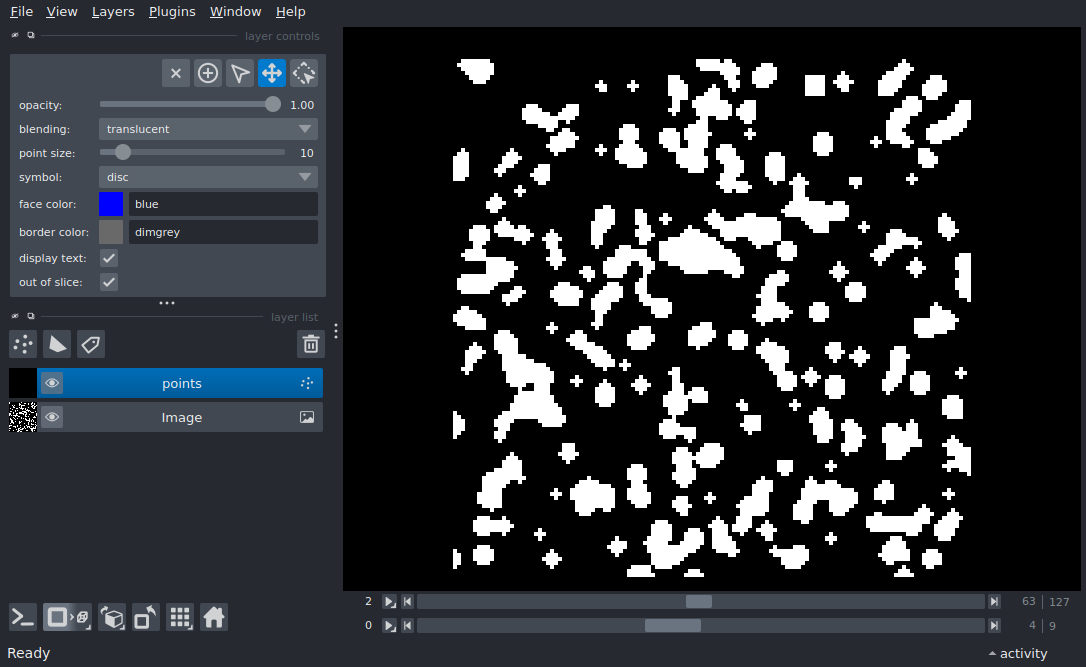 File View Layers Plugins Window Help
layer controls
opacity: 1.00
blending: translucent
point size: 10
symbol: disc
face color: blue
border color: dimgrey
display text:
out of slice:
layer list
points
Image
2 63 | 127
0 4 | 9
Ready activity